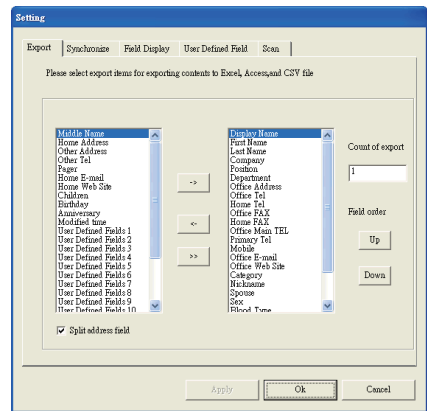 Setting
Export Synchronize Field Display User Defined Field Scan
Please select export items for exporting contents to Excel, Access,and CSV file
Middle Name
Home Address
Other Address
Other Tel
Pager
Home E-mail
Home Web Site
Children
Birthday
Anniversary
Modified time
User Defined Fields 1
User Defined Fields 2
User Defined Fields 3
User Defined Fields 4
User Defined Fields 5
User Defined Fields 6
User Defined Fields 7
User Defined Fields 8
User Defined Fields 9
User Defined Fields 10
->
<-
>>
Display Name
First Name
Last Name
Company
Position
Department
Office Address
Office Tel
Home Tel
Office FAX
Home FAX
Office Main TEL
Primary Tel
Mobile
Office E-mail
Office Web Site
Category
Nickname
Spouse
Sex
Blood Type
Count of export
1
Field order
Up
Down
Split address field
Apply Ok Cancel